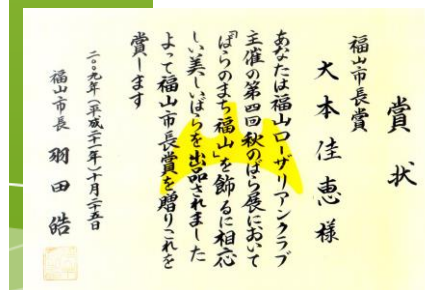 賞状
福山市長賞
大本佳恵様
あなたは福山ローザリアンクラブ
主催の第四回秋のばら展において
「ばらのまち福山」を飾るに相応
しい美しいばらを出品されました
よって福山市長賞を贈りこれを
賞します
二〇〇九年(平成二十一年)十月二十五日
福山市長 羽田皓